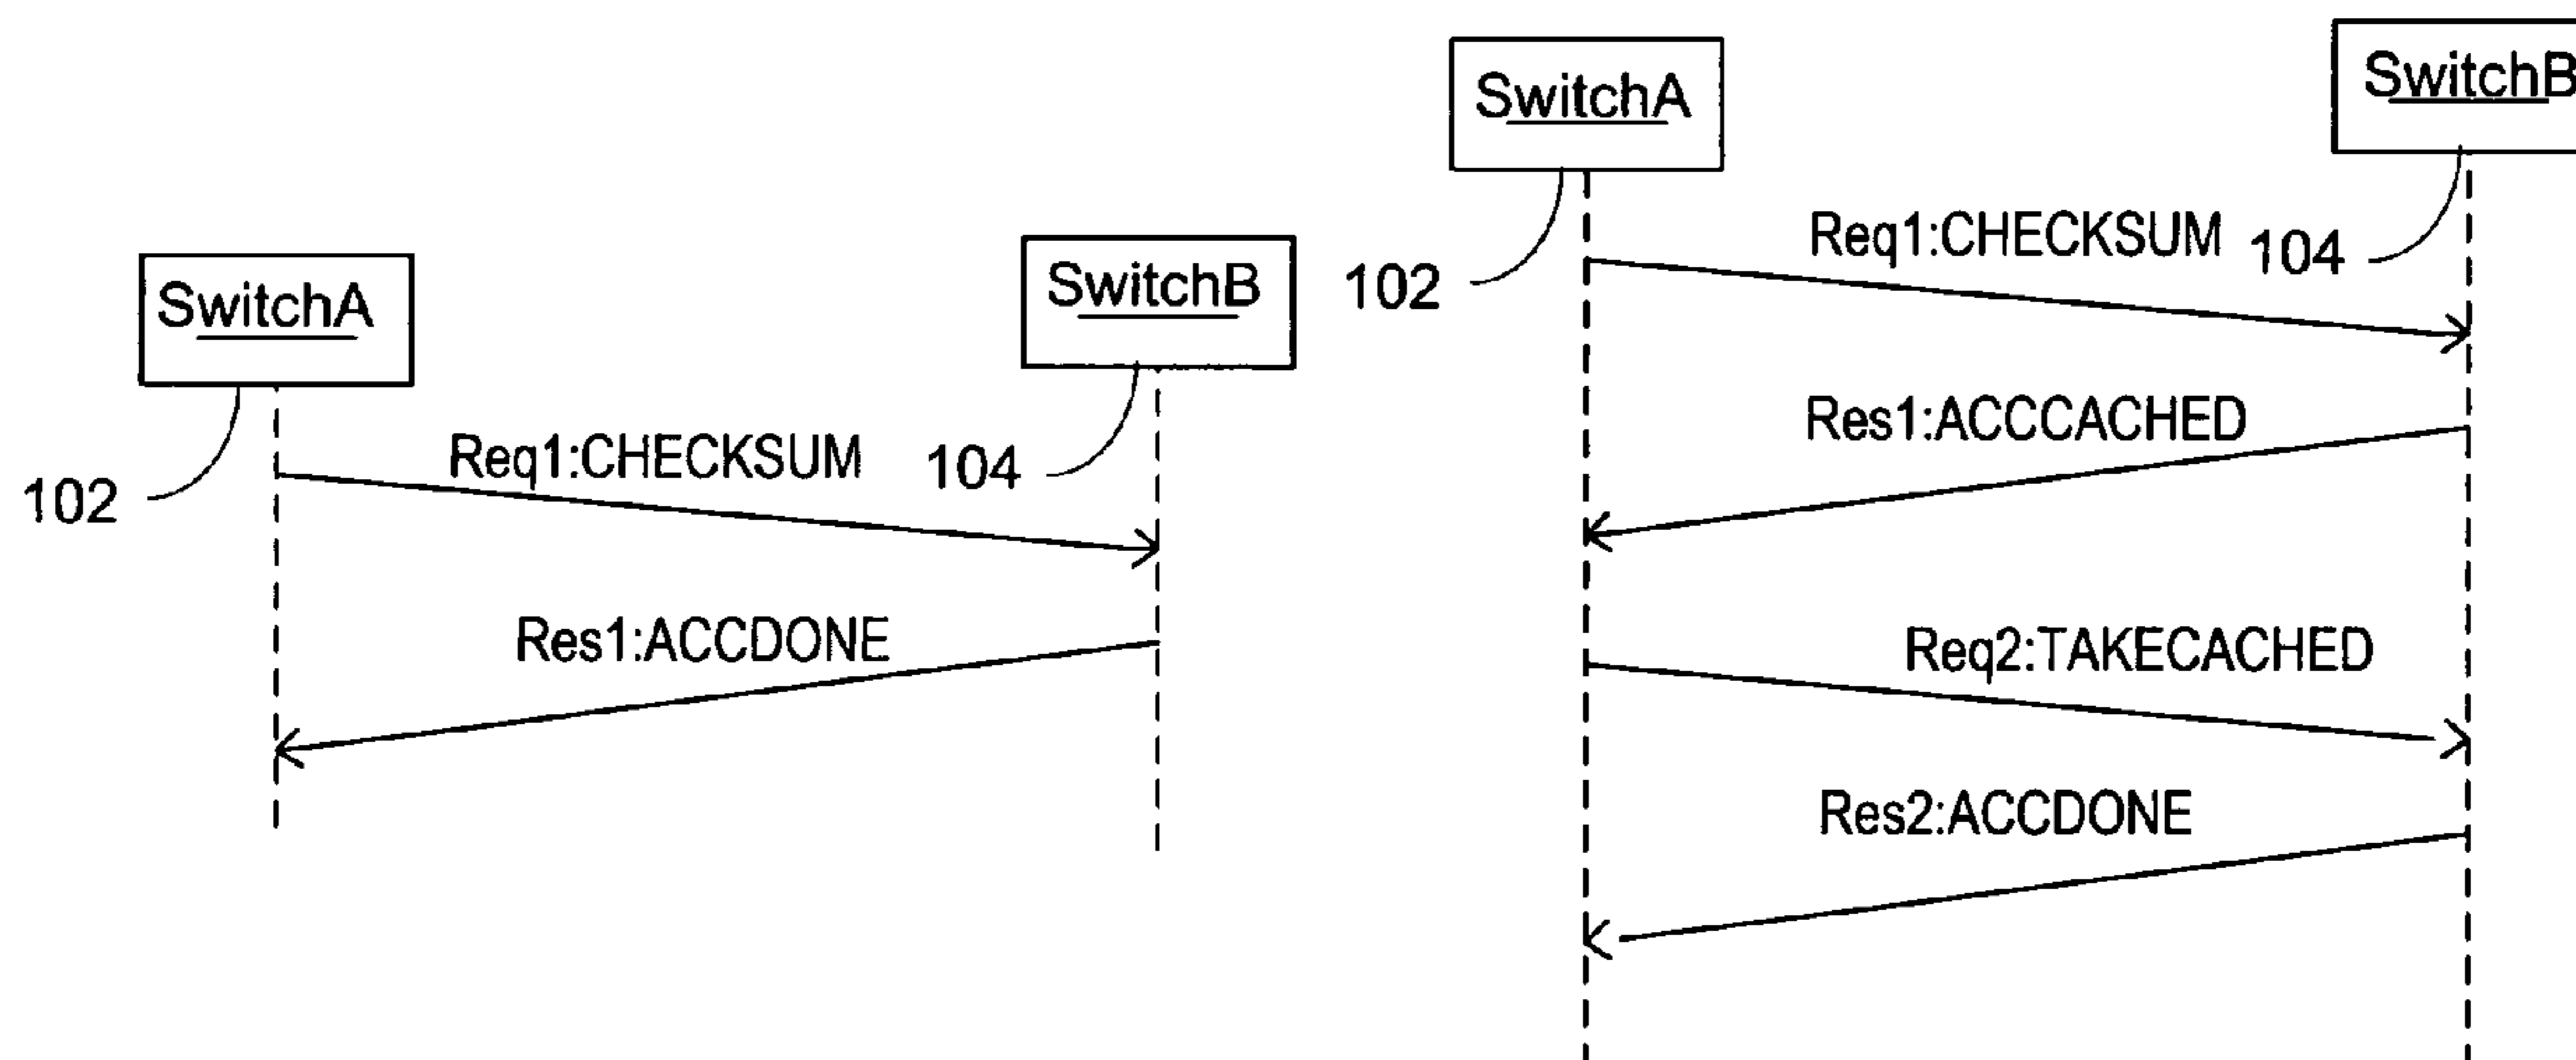 SwitchA
SwitchB
Req1:CHECKSUM
104
102
Res1:ACCDONE
SwitchA
SwitchB
Req1:CHECKSUM
104
102
Res1:ACCCACHED
Req2:TAKECACHED
Res2:ACCDONE